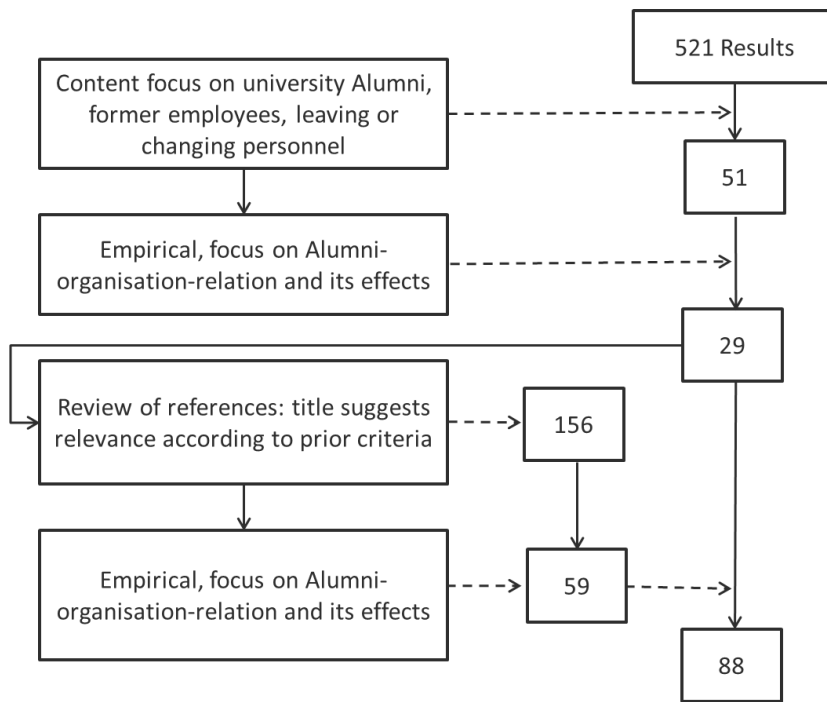 521 Results
Content focus on university Alumni,
former employees, leaving or
changing personnel
51
Empirical, focus on Alumni-
organisation-relation and its effects
29
Review of references: title suggests
relevance according to prior criteria
156
Empirical, focus on Alumni-
organisation-relation and its effects
59
88